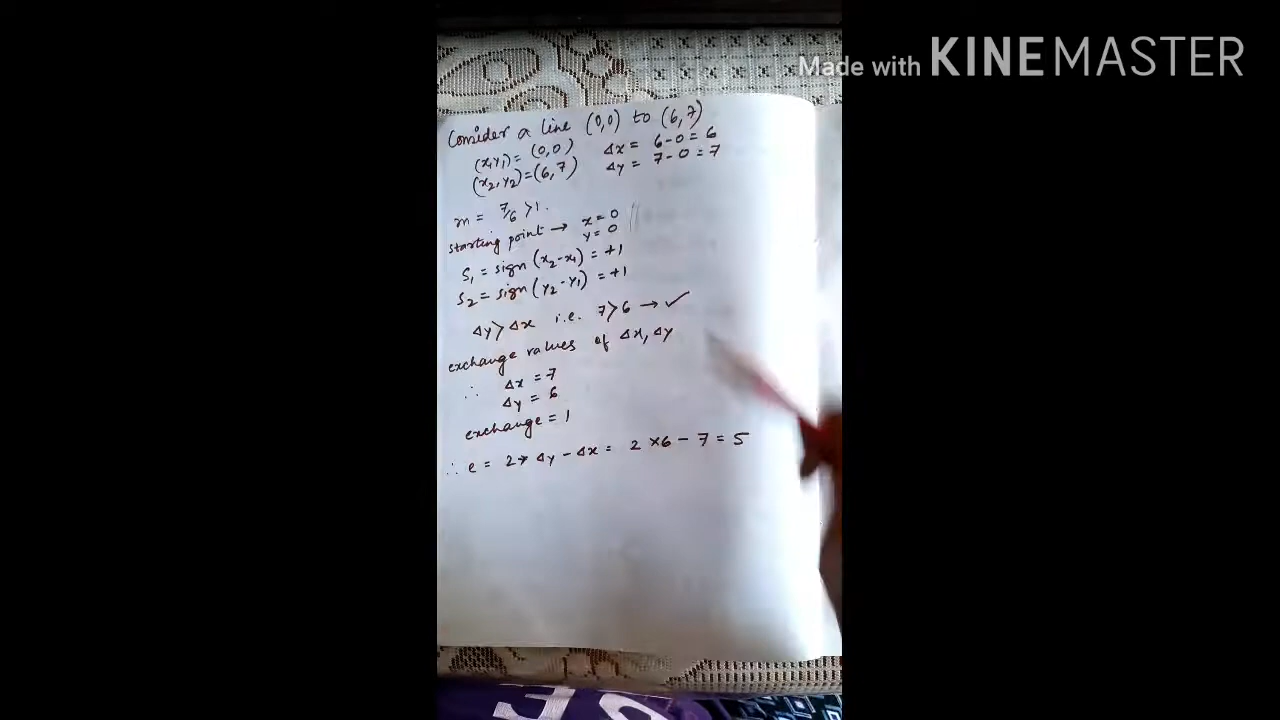 Made with KINEMASTER
Consider a line (0,0) to (6,7)
(x1y1) = (0,0) Δx = 6-0 = 6
(x2,y2) = (6,7) Δy = 7-0 = 7
m = 7/6 >1.
starting point → x = 0
y = 0
S1 = sign (x2-x1) = +1
S2 = sign (y2-y1) = +1
Δy > Δx i.e. 7>6 → ✓
exchange values of Δx, Δy
∴ Δx = 7
Δy = 6
exchange = 1
∴ e = 2* Δy - Δx = 2 × 6 - 7 = 5